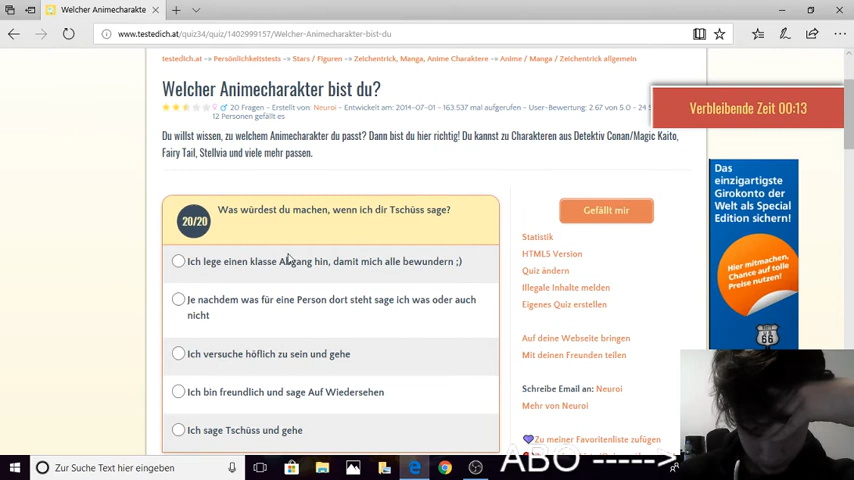 Welcher Animecharakte
www.testedich.at/quiz34/quiz/1402999157/Welcher-Animecharakter-bist-du
testedich.at -» Persönlichkeitstests -» Stars / Figuren -» Zeichentrick, Manga, Anime Charaktere -» Anime / Manga / Zeichentrick allgemein
Welcher Animecharakter bist du?
20 Fragen - Erstellt von: Neuroi - Entwickelt am: 2014-07-01 - 163.537 mal aufgerufen - User-Bewertung: 2.67 von 5.0 - 24 S
12 Personen gefällt es
Verbleibende Zeit 00:13
Du willst wissen, zu welchem Animecharakter du passt? Dann bist du hier richtig! Du kannst zu Charakteren aus Detektiv Conan/Magic Kaito,
Fairy Tail, Stellvia und viele mehr passen.
20/20
Was würdest du machen, wenn ich dir Tschüss sage?
Ich lege einen klasse Abgang hin, damit mich alle bewundern ;)
Je nachdem was für eine Person dort steht sage ich was oder auch
nicht
Ich versuche höflich zu sein und gehe
Ich bin freundlich und sage Auf Wiedersehen
Ich sage Tschüss und gehe
Gefällt mir
Statistik
HTML5 Version
Quiz ändern
Illegale Inhalte melden
Eigenes Quiz erstellen
Auf deine Webseite bringen
Mit deinen Freunden teilen
Schreibe Email an: Neuroi
Mehr von Neuroi
Zu meiner Favoritenliste zufügen
Das
einzigartigste
Girokonto der
Welt als Special
Edition sichern!
Hier mitmachen.
Chance auf tolle
Preise nutzen!
66
Zur Suche Text hier eingeben
ABO ----->